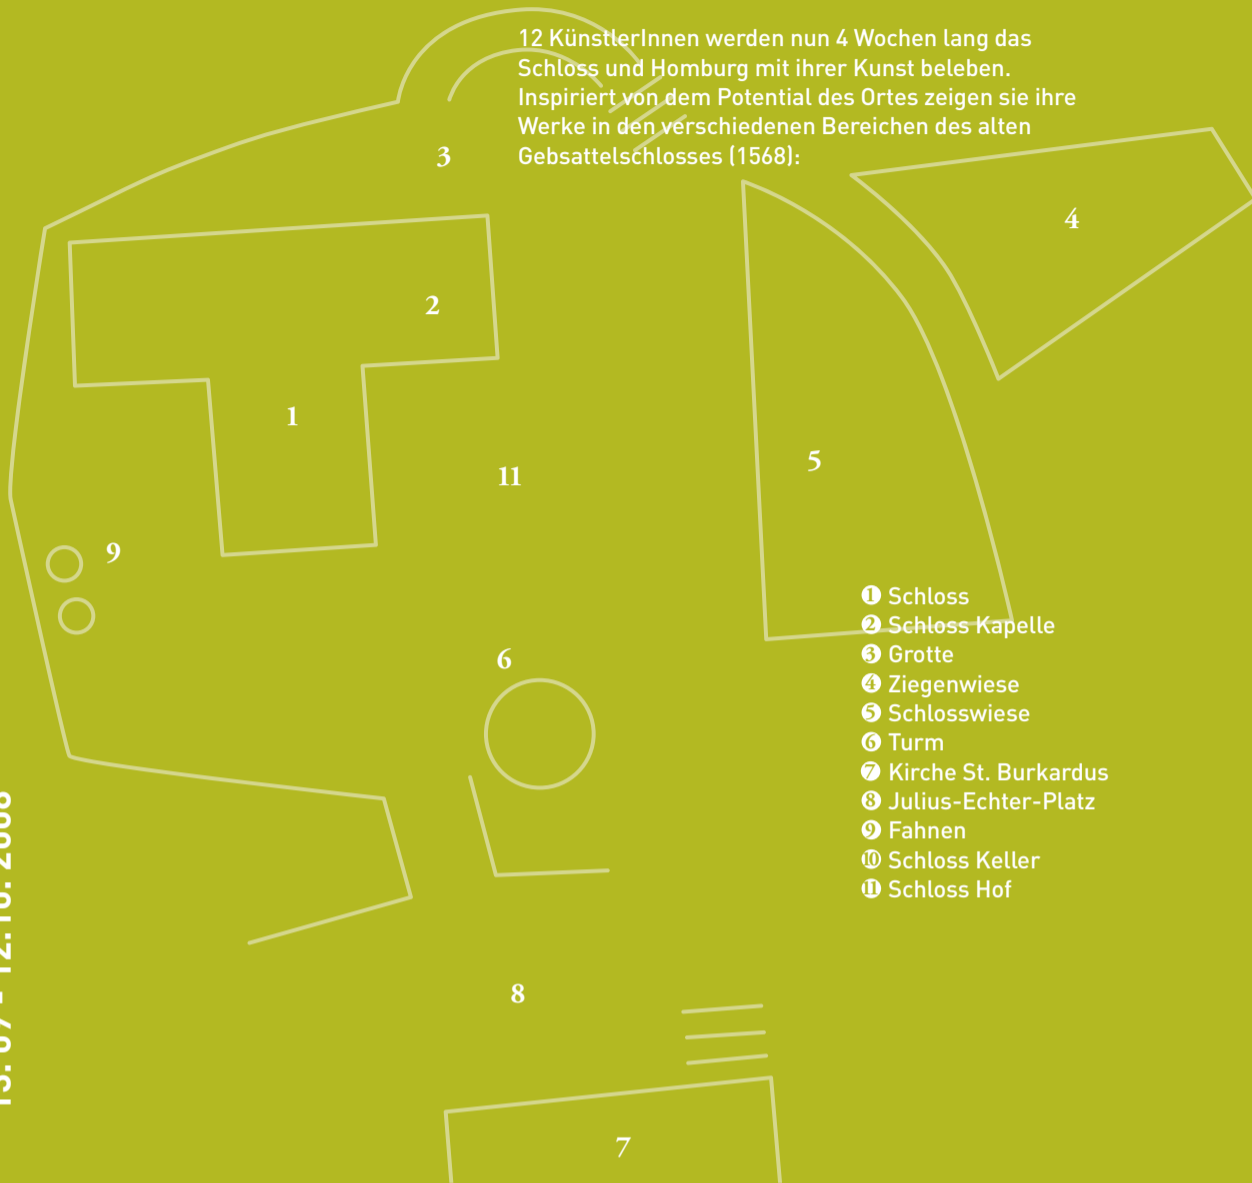 12 KünstlerInnen werden nun 4 Wochen lang das
Schloss und Homburg mit ihrer Kunst beleben.
Inspiriert von dem Potential des Ortes zeigen sie ihre
Werke in den verschiedenen Bereichen des alten
Gebsattelschlosses (1568):
3
4
2
1
5
11
9
6
8
7
❶ Schloss
❷ Schloss Kapelle
❸ Grotte
❹ Ziegenwiese
❺ Schlosswiese
❻ Turm
❼ Kirche St. Burkardus
❽ Julius-Echter-Platz
❾ Fahnen
❿ Schloss Keller
⓫ Schloss Hof